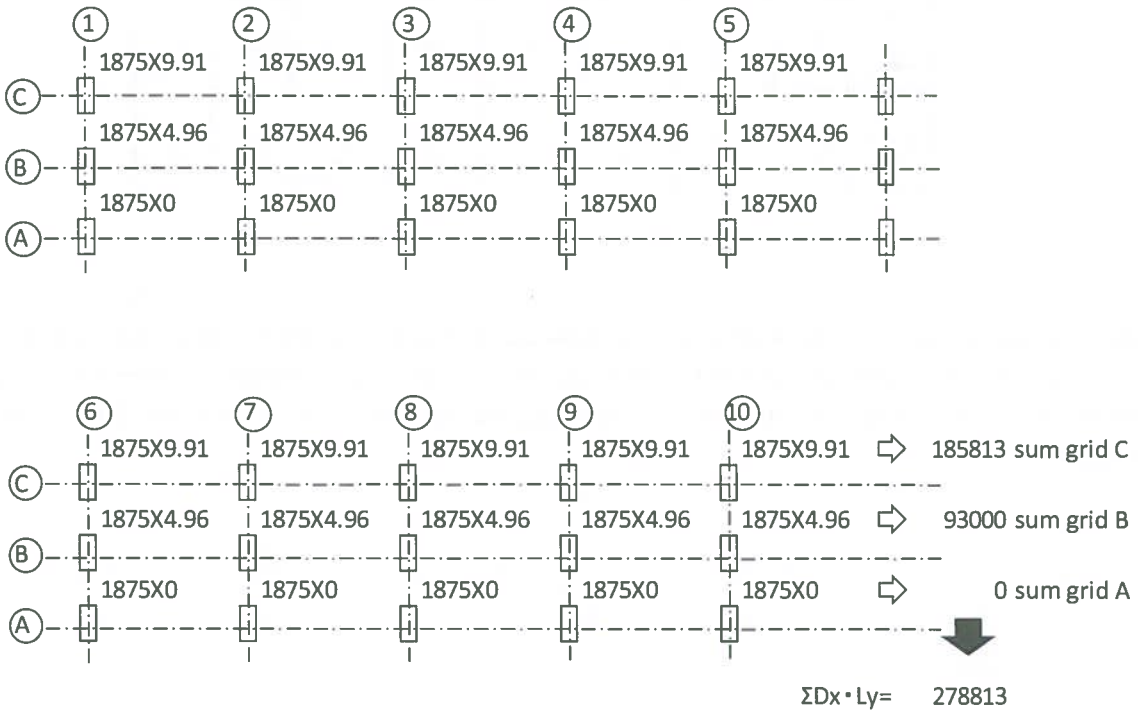 1 2 3 4 5
1875X9.91 1875X9.91 1875X9.91 1875X9.91 1875X9.91
C
1875X4.96 1875X4.96 1875X4.96 1875X4.96 1875X4.96
B
1875X0 1875X0 1875X0 1875X0 1875X0
A
6 7 8 9 10
1875X9.91 1875X9.91 1875X9.91 1875X9.91 1875X9.91 ⇨ 185813 sum grid C
C
1875X4.96 1875X4.96 1875X4.96 1875X4.96 1875X4.96 ⇨ 93000 sum grid B
B
1875X0 1875X0 1875X0 1875X0 1875X0 ⇨ 0 sum grid A
A
ΣDx·Ly= 278813